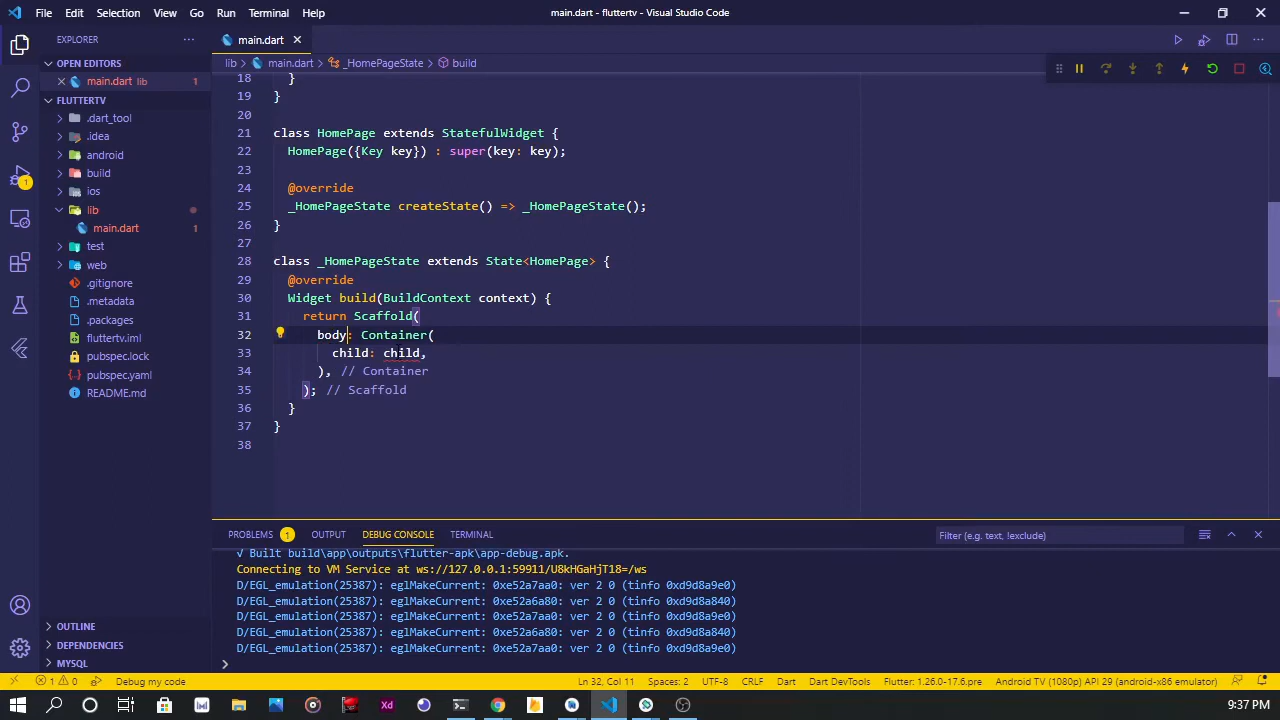 File Edit Selection View Go Run Terminal Help
main.dart - fluttertv - Visual Studio Code
EXPLORER
main.dart
OPEN EDITORS
main.dart lib 1
FLUTTERTV
.dart_tool
.idea
android
build
ios
lib
main.dart 1
test
web
.gitignore
.metadata
.packages
fluttertv.iml
pubspec.lock
pubspec.yaml
README.md
OUTLINE
DEPENDENCIES
MYSQL
1
lib > main.dart > _HomePageState > build
18 }
19 }
20
21 class HomePage extends StatefulWidget {
22 HomePage({Key key}) : super(key: key);
23
24 @override
25 _HomePageState createState() => _HomePageState();
26 }
27
28 class _HomePageState extends State<HomePage> {
29 @override
30 Widget build(BuildContext context) {
31 return Scaffold(
32 body: Container(
33 child: child,
34 ), // Container
35 ); // Scaffold
36 }
37 }
38
PROBLEMS 1 OUTPUT DEBUG CONSOLE TERMINAL
Filter (e.g. text, !exclude)
√ Built build\app\outputs\flutter-apk\app-debug.apk.
Connecting to VM Service at ws://127.0.0.1:59911/U8kHGaHjT18=/ws
D/EGL_emulation(25387): eglMakeCurrent: 0xe52a7aa0: ver 2 0 (tinfo 0xd9d8a9e0)
D/EGL_emulation(25387): eglMakeCurrent: 0xe52a6a80: ver 2 0 (tinfo 0xd9d8a840)
D/EGL_emulation(25387): eglMakeCurrent: 0xe52a7aa0: ver 2 0 (tinfo 0xd9d8a9e0)
D/EGL_emulation(25387): eglMakeCurrent: 0xe52a6a80: ver 2 0 (tinfo 0xd9d8a840)
D/EGL_emulation(25387): eglMakeCurrent: 0xe52a7aa0: ver 2 0 (tinfo 0xd9d8a9e0)
>
1 0 Debug my code
Ln 32, Col 11 Spaces: 2 UTF-8 CRLF Dart Dart DevTools Flutter: 1.26.0-17.6.pre Android TV (1080p) API 29 (android-x86 emulator)
Xd
9:37 PM